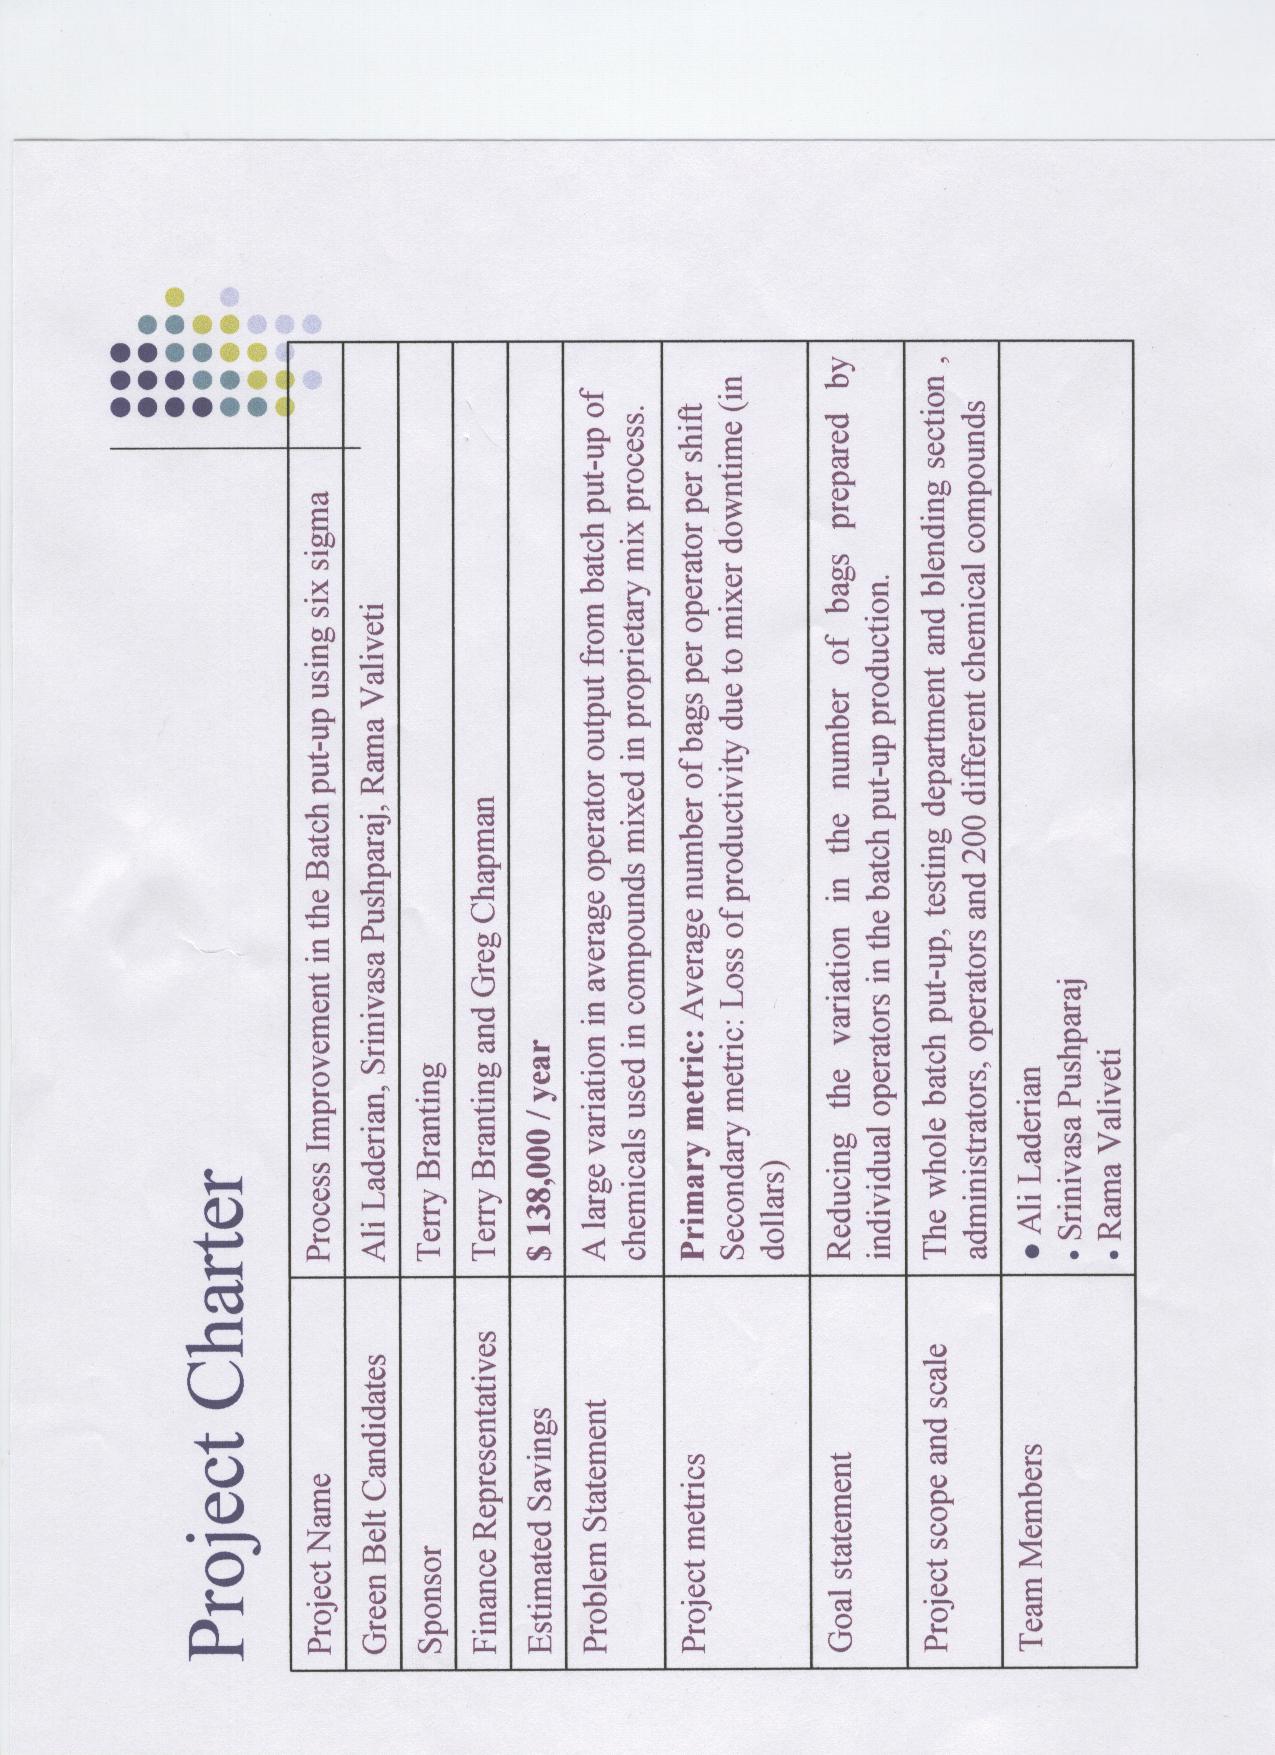 Project Charter
Project Name
Process Improvement in the Batch put-up using six sigma
Green Belt Candidates
Ali Laderian, Srinivasa Pushparaj, Rama Valiveti
Sponsor
Terry Branting
Finance Representatives
Terry Branting and Greg Chapman
Estimated Savings
$ 138,000 / year
Problem Statement
A large variation in average operator output from batch put-up of
chemicals used in compounds mixed in proprietary mix process.
Project metrics
Primary metric: Average number of bags per operator per shift
Secondary metric: Loss of productivity due to mixer downtime (in
dollars)
Goal statement
Reducing the variation in the number of bags prepared by
individual operators in the batch put-up production.
Project scope and scale
The whole batch put-up, testing department and blending section ,
administrators, operators and 200 different chemical compounds
Team Members
• Ali Laderian
• Srinivasa Pushparaj
• Rama Valiveti